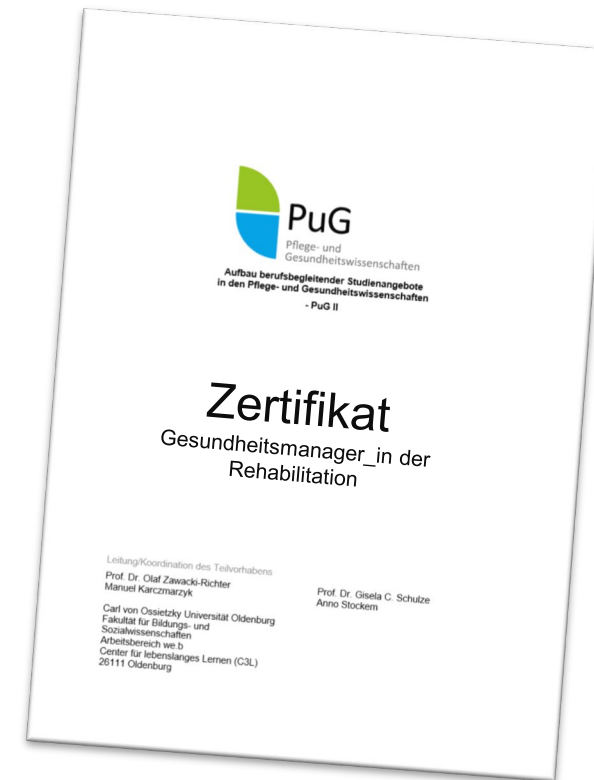 PuG
Pflege- und
Gesundheitswissenschaften
Aufbau berufsbegleitender Studienangebote
in den Pflege- und Gesundheitswissenschaften
- PuG II
Zertifikat
Gesundheitsmanager_in der
Rehabilitation
Leitung/Koordination des Teilvorhabens
Prof. Dr. Olaf Zawacki-Richter
Manuel Karczmarzyk
Prof. Dr. Gisela C. Schulze
Anno Stockem
Carl von Ossietzky Universität Oldenburg
Fakultät für Bildungs- und
Sozialwissenschaften
Arbeitsbereich we.b
Center für lebenslanges Lernen (C3L)
26111 Oldenburg